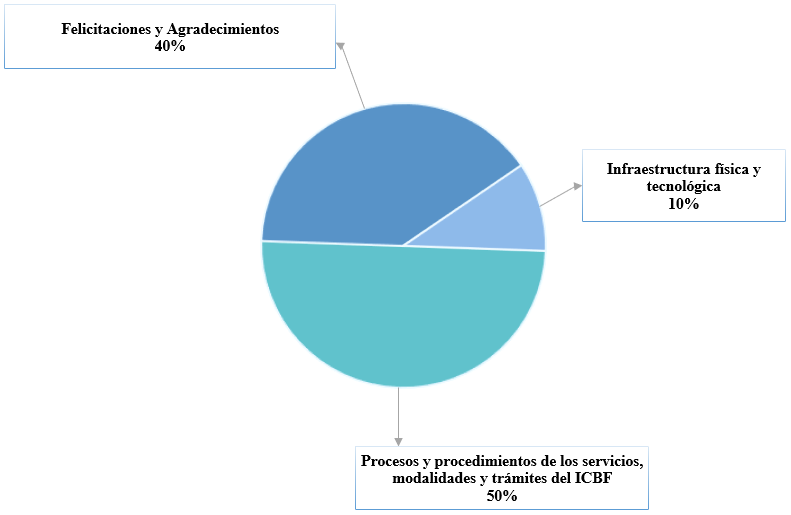 Felicitaciones y Agradecimientos
40%
Infraestructura física y
tecnológica
10%
Procesos y procedimientos de los servicios,
modalidades y trámites del ICBF
50%